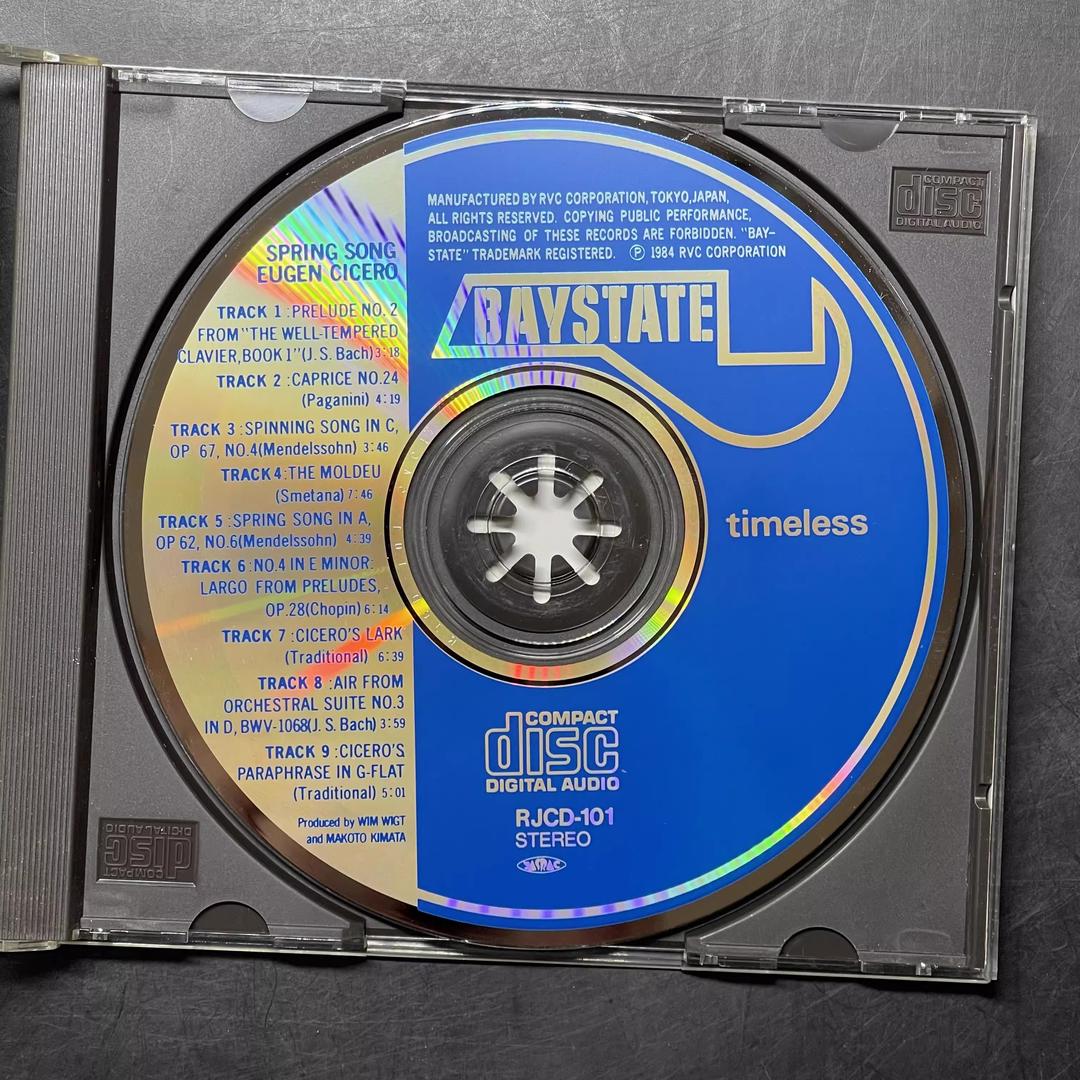 SPRING SONG
EUGEN CICERO
TRACK 1 :PRELUDE NO. 2
FROM "THE WELL-TEMPERED
CLAVIER,BOOK 1"(J. S. Bach)3:18
TRACK 2 :CAPRICE NO.24
(Paganini) 4:19
TRACK 3 :SPINNING SONG IN C,
OP 67, NO.4(Mendelssohn) 3:46
TRACK 4:THE MOLDEU
(Smetana) 7:46
TRACK 5 :SPRING SONG IN A,
OP 62, NO.6(Mendelssohn) 4:39
TRACK 6 :NO.4 IN E MINOR:
LARGO FROM PRELUDES,
OP.28(Chopin) 6:14
TRACK 7 :CICERO'S LARK
(Traditional) 6:39
TRACK 8 :AIR FROM
ORCHESTRAL SUITE NO.3
IN D, BWV-1068(J. S. Bach) 3:59
TRACK 9 :CICERO'S
PARAPHRASE IN G-FLAT
(Traditional) 5:01
Produced by WIM WIGT
and MAKOTO KIMATA
MANUFACTURED BY RVC CORPORATION, TOKYO, JAPAN,
ALL RIGHTS RESERVED. COPYING PUBLIC PERFORMANCE,
BROADCASTING OF THESE RECORDS ARE FORBIDDEN. "BAY-
STATE" TRADEMARK REGISTERED. Ⓟ 1984 RVC CORPORATION
BAYSTATE
timeless
COMPACT
disc
DIGITAL AUDIO
RJCD-101
STEREO
JASRAC
COMPACT
disc
DIGITAL AUDIO
COMPACT
disc
DIGITAL AUDIO